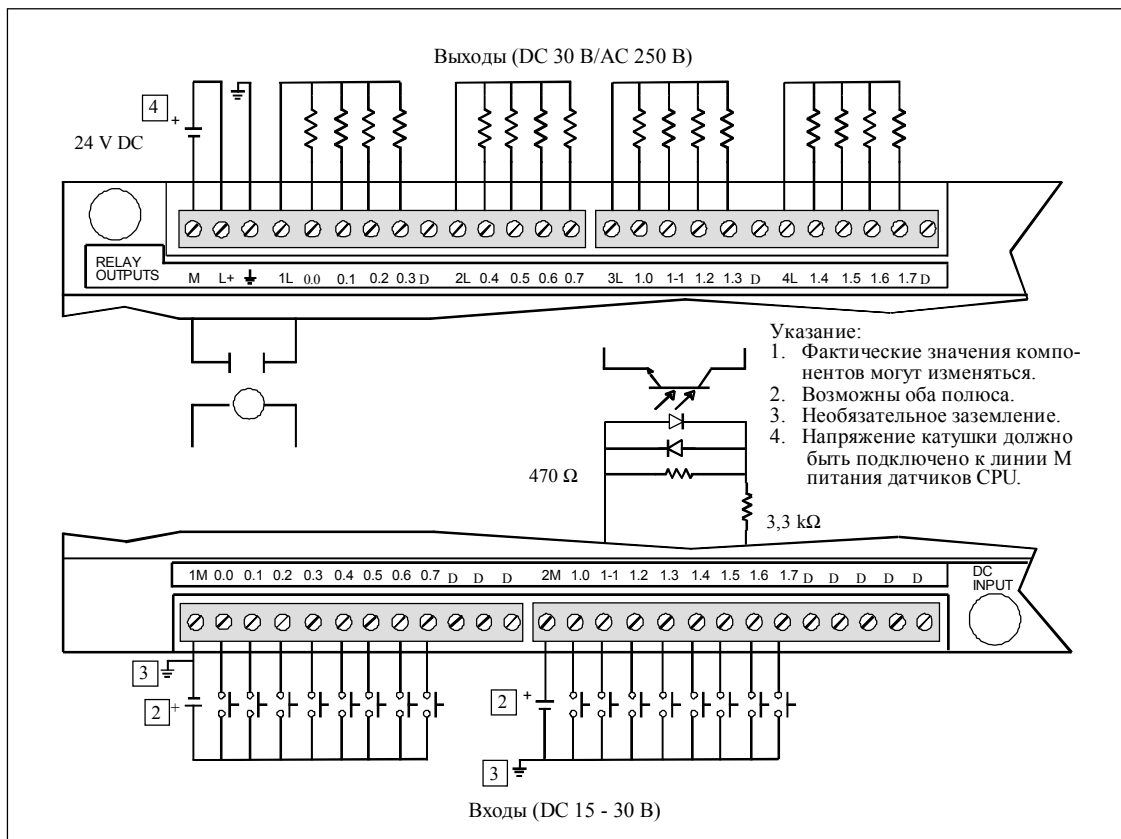 Выходы (DC 30 В/AC 250 В)
4
+
24 V DC
RELAY
OUTPUTS
M L+ 1L 0.0 0.1 0.2 0.3 D 2L 0.4 0.5 0.6 0.7 3L 1.0 1-1 1.2 1.3 D 4L 1.4 1.5 1.6 1.7 D
Указание:
1. Фактические значения компо-
нентов могут изменяться.
2. Возможны оба полюса.
3. Необязательное заземление.
4. Напряжение катушки должно
быть подключено к линии M
питания датчиков CPU.
470 Ω
3,3 kΩ
1M 0.0 0.1 0.2 0.3 0.4 0.5 0.6 0.7 D D D 2M 1.0 1-1 1.2 1.3 1.4 1.5 1.6 1.7 D D D D D
DC
INPUT
3
2 +
2 +
3
Входы (DC 15 - 30 В)